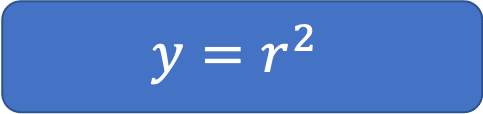 y = r²